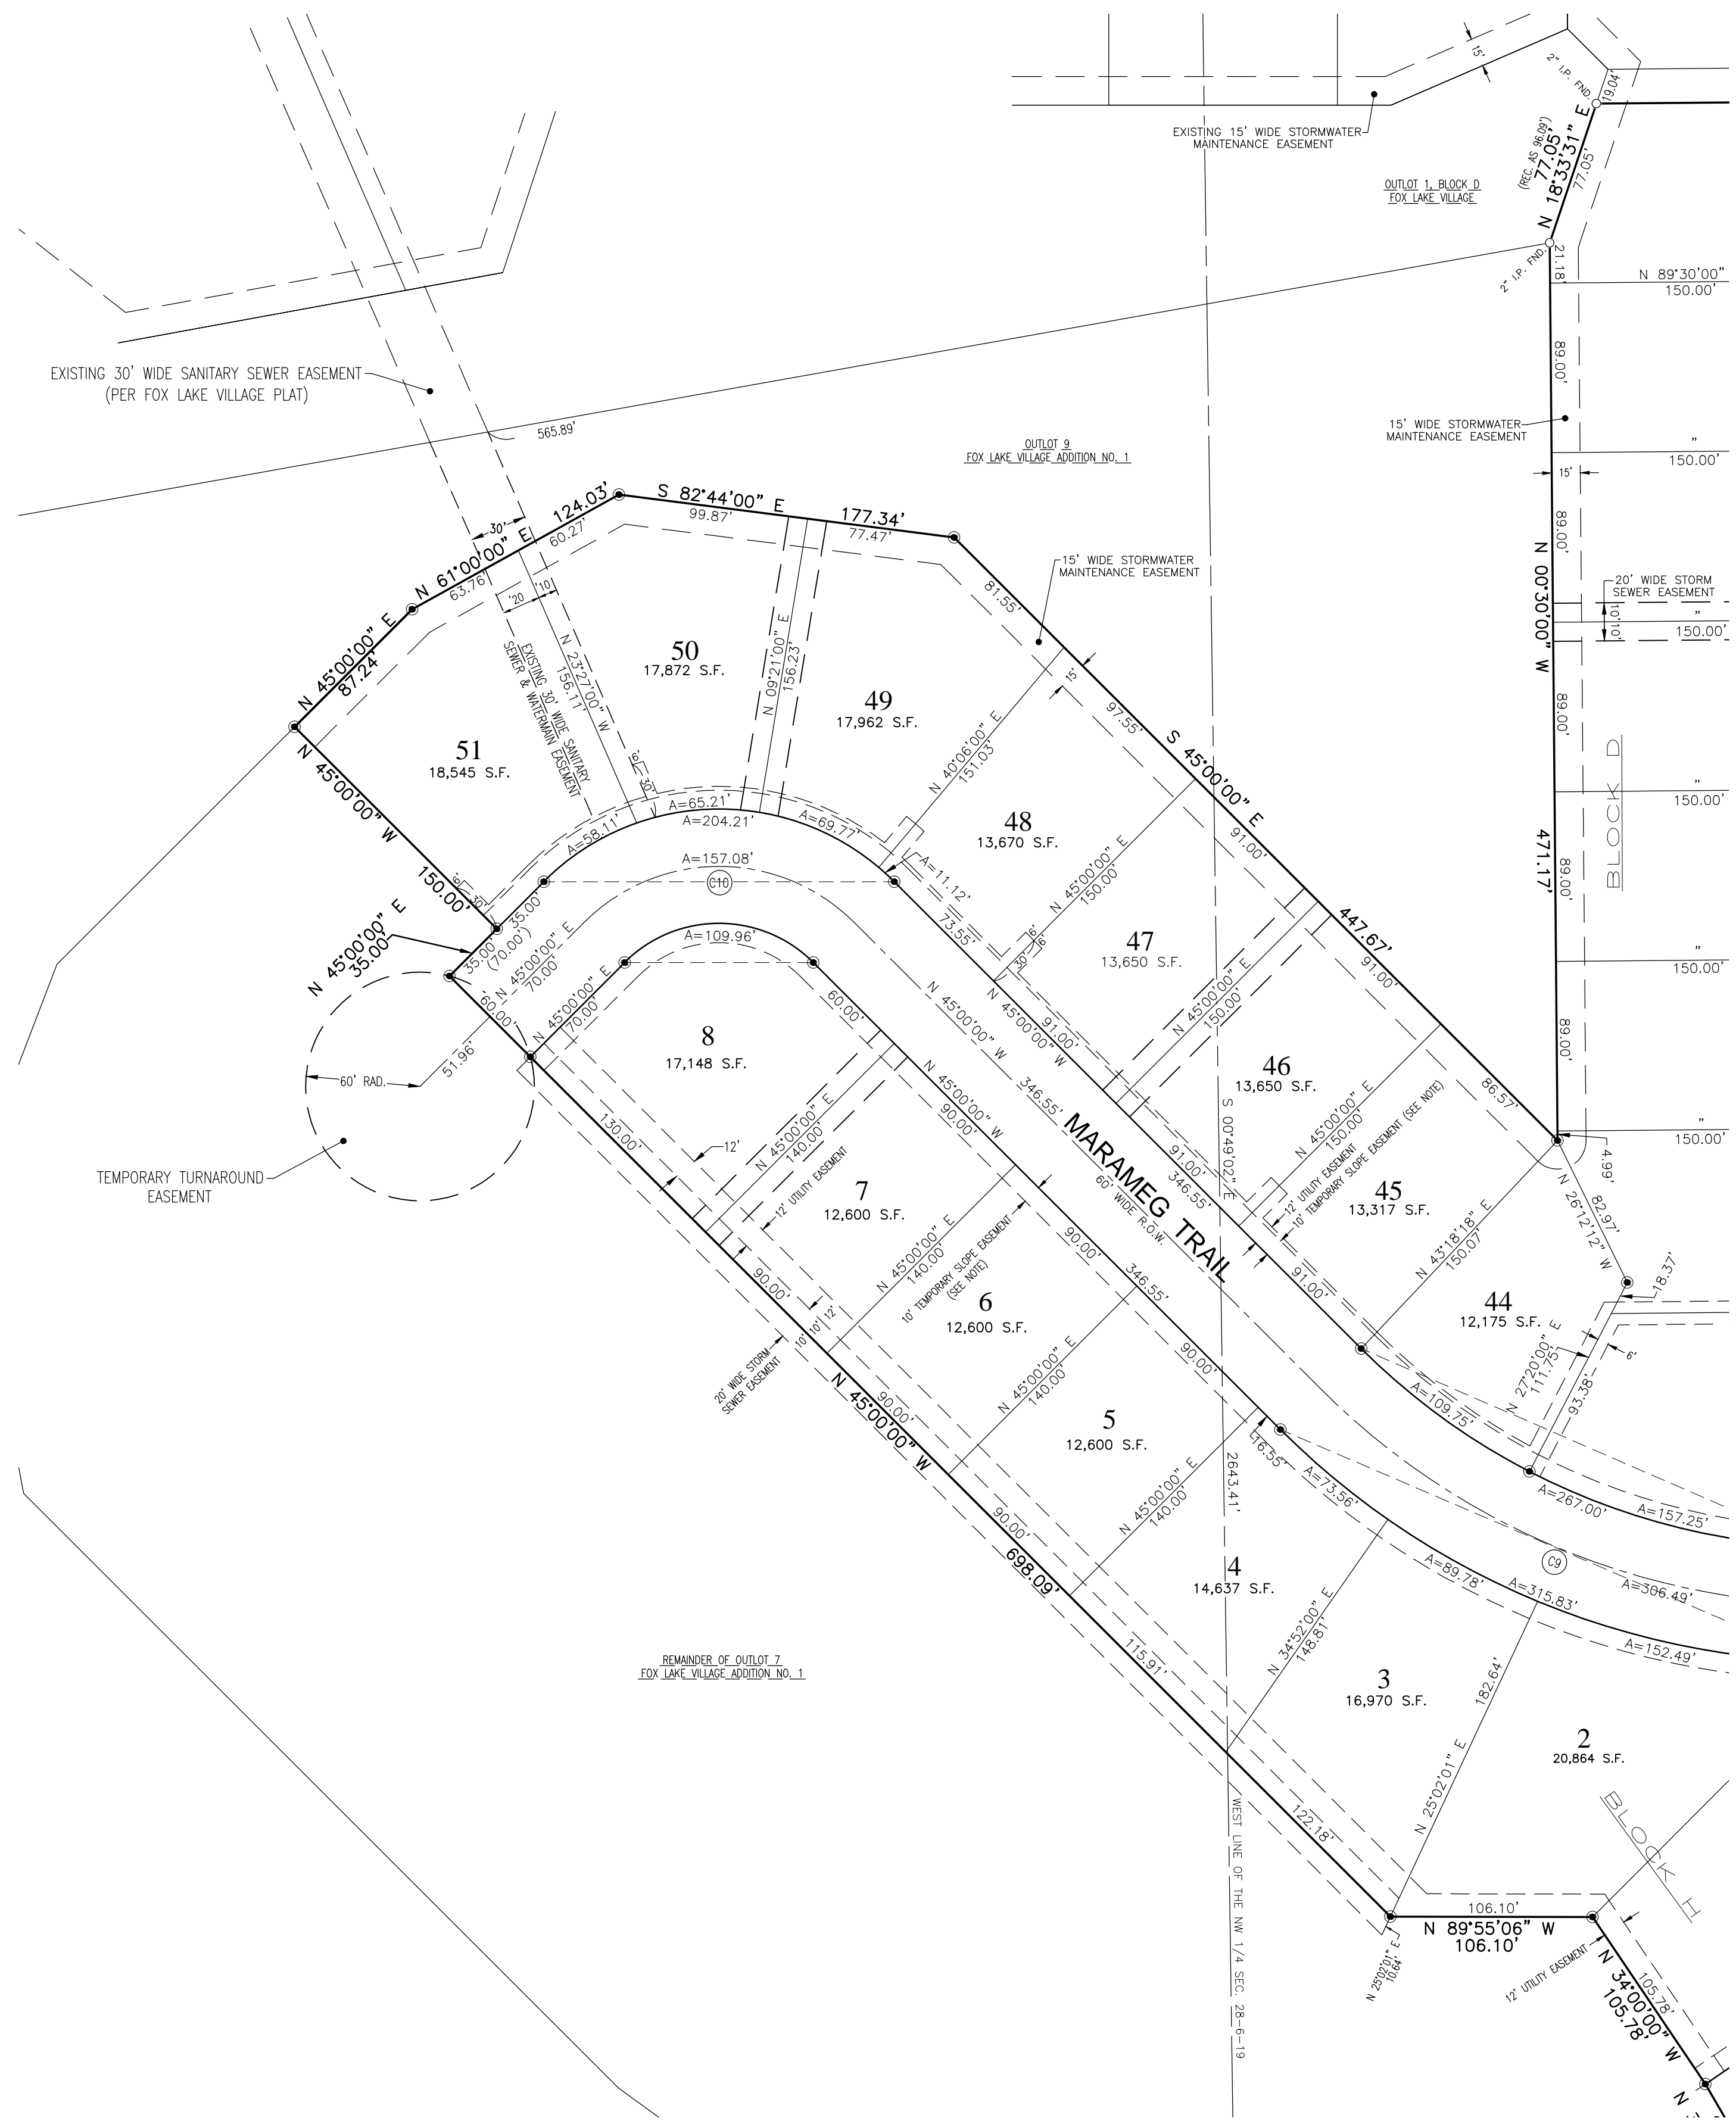 15'
2" I.P. FND.
19.04'
EXISTING 15' WIDE STORMWATER
MAINTENANCE EASEMENT
(REC. AS 96.09')
77.05'
N 18°33'31" E
77.05'
OUTLOT 1, BLOCK D
FOX LAKE VILLAGE
2" I.P. FND.
21.18'
N 89°30'00"
150.00'
89.00'
EXISTING 30' WIDE SANITARY SEWER EASEMENT
(PER FOX LAKE VILLAGE PLAT)
565.89'
OUTLOT 9
FOX LAKE VILLAGE ADDITION NO. 1
15' WIDE STORMWATER
MAINTENANCE EASEMENT
"
150.00'
15'
89.00'
N 00°30'00" W
471.17'
20' WIDE STORM
SEWER EASEMENT
10'
10'
"
150.00'
89.00'
BLOCK D
"
150.00'
89.00'
"
150.00'
89.00'
"
150.00'
4.99'
N 61°00'00" E
124.03'
30'
60.27'
63.76'
S 82°44'00" E
177.34'
99.87'
77.47'
N 45°00'00" E
87.24'
20'
10'
N 23°27'00" W
156.11'
EXISTING 30' WIDE SANITARY
SEWER & WATERMAIN EASEMENT
50
17,872 S.F.
N 09°21'00" E
156.23'
49
17,962 S.F.
15' WIDE STORMWATER
MAINTENANCE EASEMENT
81.55'
15'
97.55'
S 45°00'00" E
447.67'
91.00'
91.00'
86.57'
51
18,545 S.F.
N 45°00'00" W
150.00'
6'
30'
6'
30'
A=58.11'
A=65.21'
A=204.21'
A=69.77'
A=157.08'
C10
A=109.96'
N 40°06'00" E
151.03'
48
13,670 S.F.
A=11.12'
73.55'
N 45°00'00" E
150.00'
6'
6'
30'
47
13,650 S.F.
N 45°00'00" E
150.00'
46
13,650 S.F.
N 45°00'00" W
91.00'
91.00'
346.55'
91.00'
N 45°00'00" E
150.00'
12' UTILITY EASEMENT
10' TEMPORARY SLOPE EASEMENT (SEE NOTE)
45
13,317 S.F.
N 43°18'18" E
150.07'
N 26°12'12" W
82.97'
18.37'
44
12,175 S.F.
N 27°20'00" E
111.75'
93.38'
6'
A=109.75'
A=267.00'
A=157.25'
N 45°00'00" E
35.00'
35.00'
35.00'
(70.00')
N 45°00'00" E
70.00'
60.00'
51.96'
60' RAD.
TEMPORARY TURNAROUND
EASEMENT
N 45°00'00" E
70.00'
60.00'
8
17,148 S.F.
130.00'
12'
N 45°00'00" E
140.00'
12' UTILITY EASEMENT
7
12,600 S.F.
N 45°00'00" W
90.00'
N 45°00'00" W
346.55'
MARAMEG TRAIL
60' WIDE R.O.W.
S 00°49'02" E
2643.41'
WEST LINE OF THE NW 1/4 SEC. 28-6-19
90.00'
N 45°00'00" E
140.00'
10' TEMPORARY SLOPE EASEMENT
(SEE NOTE)
6
12,600 S.F.
90.00'
346.55'
20' WIDE STORM
SEWER EASEMENT
10'
10'
12'
N 45°00'00" W
698.09'
90.00'
N 45°00'00" E
140.00'
5
12,600 S.F.
90.00'
16.55'
90.00'
N 45°00'00" E
140.00'
4
14,637 S.F.
A=73.56'
A=89.78'
A=315.83'
C9
A=306.49'
A=152.49'
115.91'
N 34°52'00" E
148.81'
3
16,970 S.F.
182.64'
N 25°02'01" E
122.18'
2
20,864 S.F.
BLOCK H
REMAINDER OF OUTLOT 7
FOX LAKE VILLAGE ADDITION NO. 1
106.10'
N 89°55'06" W
106.10'
N 25°02'01" E
10.64'
12' UTILITY EASEMENT
N 34°00'00" W
105.78'
105.78'
N